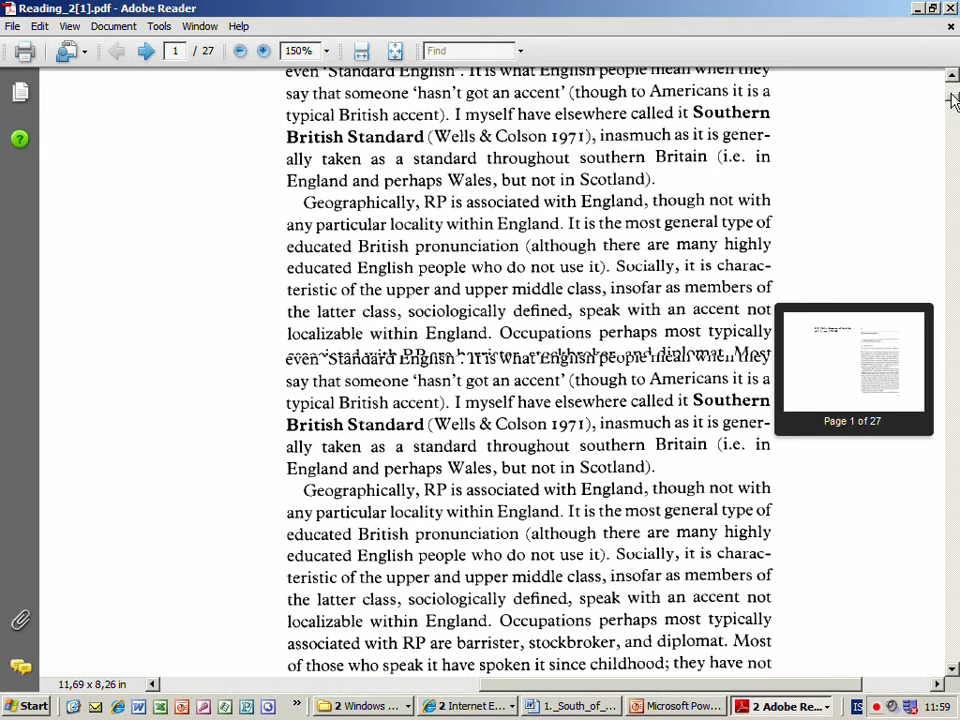 Reading_2[1].pdf - Adobe Reader
File Edit View Document Tools Window Help
1 / 27 150% Find
even 'Standard English'. It is what English people mean when they
say that someone 'hasn't got an accent' (though to Americans it is a
typical British accent). I myself have elsewhere called it Southern
British Standard (Wells & Colson 1971), inasmuch as it is gener-
ally taken as a standard throughout southern Britain (i.e. in
England and perhaps Wales, but not in Scotland).
Geographically, RP is associated with England, though not with
any particular locality within England. It is the most general type of
educated British pronunciation (although there are many highly
educated English people who do not use it). Socially, it is charac-
teristic of the upper and upper middle class, insofar as members of
the latter class, sociologically defined, speak with an accent not
localizable within England. Occupations perhaps most typically
even 'Standard English'. It is what English people mean when they
say that someone 'hasn't got an accent' (though to Americans it is a
typical British accent). I myself have elsewhere called it Southern
British Standard (Wells & Colson 1971), inasmuch as it is gener-
ally taken as a standard throughout southern Britain (i.e. in
England and perhaps Wales, but not in Scotland).
Geographically, RP is associated with England, though not with
any particular locality within England. It is the most general type of
educated British pronunciation (although there are many highly
educated English people who do not use it). Socially, it is charac-
teristic of the upper and upper middle class, insofar as members of
the latter class, sociologically defined, speak with an accent not
localizable within England. Occupations perhaps most typically
associated with RP are barrister, stockbroker, and diplomat. Most
of those who speak it have spoken it since childhood; they have not
Page 1 of 27
11,69 x 8,26 in
Start » 2 Windows ... 2 Internet E... 1._South_of_... Microsoft Pow... 2 Adobe Rea... IS 11:59